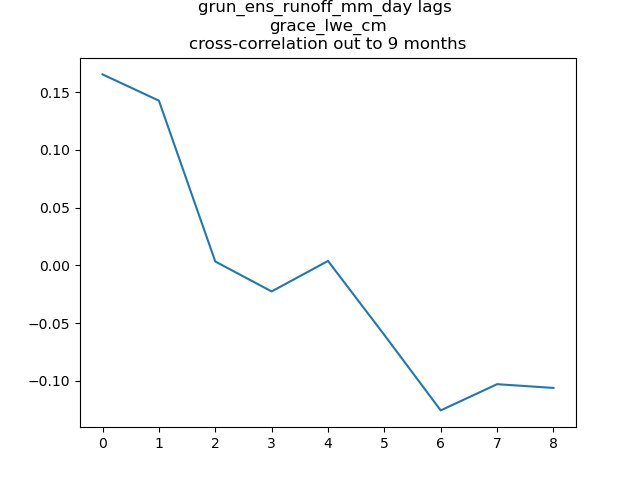 grun_ens_runoff_mm_day lags
grace_lwe_cm
cross-correlation out to 9 months
0.15
0.10
0.05
0.00
−0.05
−0.10
0 1 2 3 4 5 6 7 8